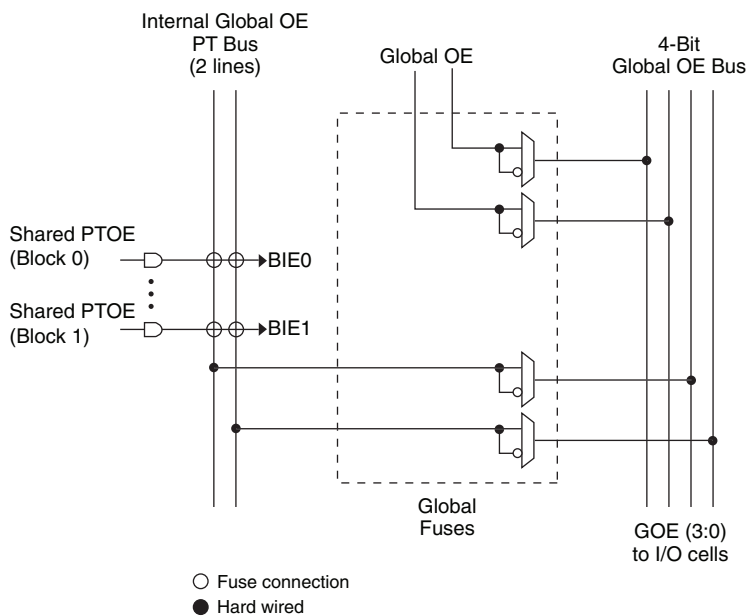 Internal Global OE
PT Bus
(2 lines)
Global OE
4-Bit
Global OE Bus
Shared PTOE
(Block 0)
BIE0
Shared PTOE
(Block 1)
BIE1
Global
Fuses
GOE (3:0)
to I/O cells
Fuse connection
Hard wired